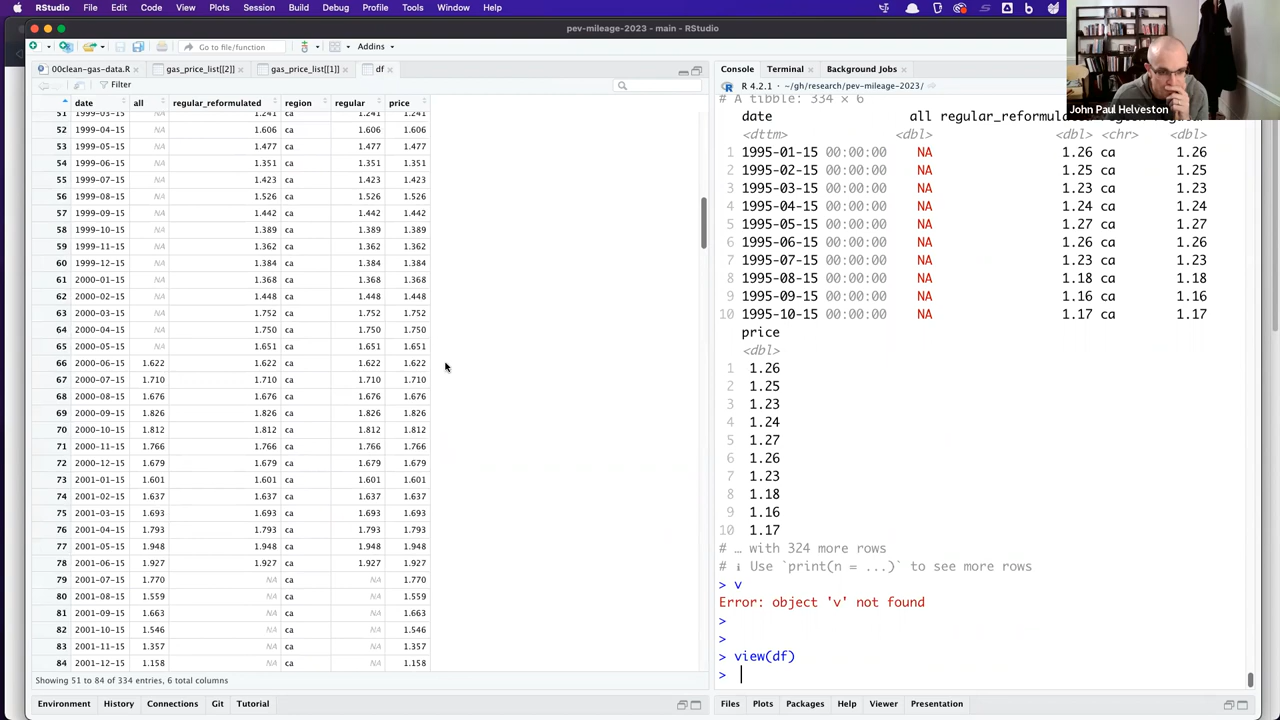 RStudio File Edit Code View Plots Session Build Debug Profile Tools Window Help
pev-mileage-2023 - main - RStudio
Go to file/function Addins
00clean-gas-data.R gas_price_list[[2]] gas_price_list[[1]] df
Filter
date all regular_reformulated region regular price
51 1999-04-15 NA 1.241 ca 1.241 1.241
52 1999-04-15 NA 1.606 ca 1.606 1.606
53 1999-05-15 NA 1.477 ca 1.477 1.477
54 1999-06-15 NA 1.351 ca 1.351 1.351
55 1999-07-15 NA 1.423 ca 1.423 1.423
56 1999-08-15 NA 1.526 ca 1.526 1.526
57 1999-09-15 NA 1.442 ca 1.442 1.442
58 1999-10-15 NA 1.389 ca 1.389 1.389
59 1999-11-15 NA 1.362 ca 1.362 1.362
60 1999-12-15 NA 1.384 ca 1.384 1.384
61 2000-01-15 NA 1.368 ca 1.368 1.368
62 2000-02-15 NA 1.448 ca 1.448 1.448
63 2000-03-15 NA 1.752 ca 1.752 1.752
64 2000-04-15 NA 1.750 ca 1.750 1.750
65 2000-05-15 NA 1.651 ca 1.651 1.651
66 2000-06-15 1.622 1.622 ca 1.622 1.622
67 2000-07-15 1.710 1.710 ca 1.710 1.710
68 2000-08-15 1.676 1.676 ca 1.676 1.676
69 2000-09-15 1.826 1.826 ca 1.826 1.826
70 2000-10-15 1.812 1.812 ca 1.812 1.812
71 2000-11-15 1.766 1.766 ca 1.766 1.766
72 2000-12-15 1.679 1.679 ca 1.679 1.679
73 2001-01-15 1.601 1.601 ca 1.601 1.601
74 2001-02-15 1.637 1.637 ca 1.637 1.637
75 2001-03-15 1.693 1.693 ca 1.693 1.693
76 2001-04-15 1.793 1.793 ca 1.793 1.793
77 2001-05-15 1.948 1.948 ca 1.948 1.948
78 2001-06-15 1.927 1.927 ca 1.927 1.927
79 2001-07-15 1.770 NA ca NA 1.770
80 2001-08-15 1.559 NA ca NA 1.559
81 2001-09-15 1.663 NA ca NA 1.663
82 2001-10-15 1.546 NA ca NA 1.546
83 2001-11-15 1.357 NA ca NA 1.357
84 2001-12-15 1.158 NA ca NA 1.158
Showing 51 to 84 of 334 entries, 6 total columns
Environment History Connections Git Tutorial
Console Terminal Background Jobs
R 4.2.1 · ~/gh/research/pev-mileage-2023/
# A tibble: 334 × 6
date all regular_reformula
<dttm> <dbl> <dbl> <chr> <dbl>
1 1995-01-15 00:00:00 NA 1.26 ca 1.26
2 1995-02-15 00:00:00 NA 1.25 ca 1.25
3 1995-03-15 00:00:00 NA 1.23 ca 1.23
4 1995-04-15 00:00:00 NA 1.24 ca 1.24
5 1995-05-15 00:00:00 NA 1.27 ca 1.27
6 1995-06-15 00:00:00 NA 1.26 ca 1.26
7 1995-07-15 00:00:00 NA 1.23 ca 1.23
8 1995-08-15 00:00:00 NA 1.18 ca 1.18
9 1995-09-15 00:00:00 NA 1.16 ca 1.16
10 1995-10-15 00:00:00 NA 1.17 ca 1.17
price
<dbl>
1 1.26
2 1.25
3 1.23
4 1.24
5 1.27
6 1.26
7 1.23
8 1.18
9 1.16
10 1.17
# … with 324 more rows
# ℹ Use `print(n = ...)` to see more rows
> v
Error: object 'v' not found
>
>
> view(df)
>
Files Plots Packages Help Viewer Presentation
John Paul Helveston